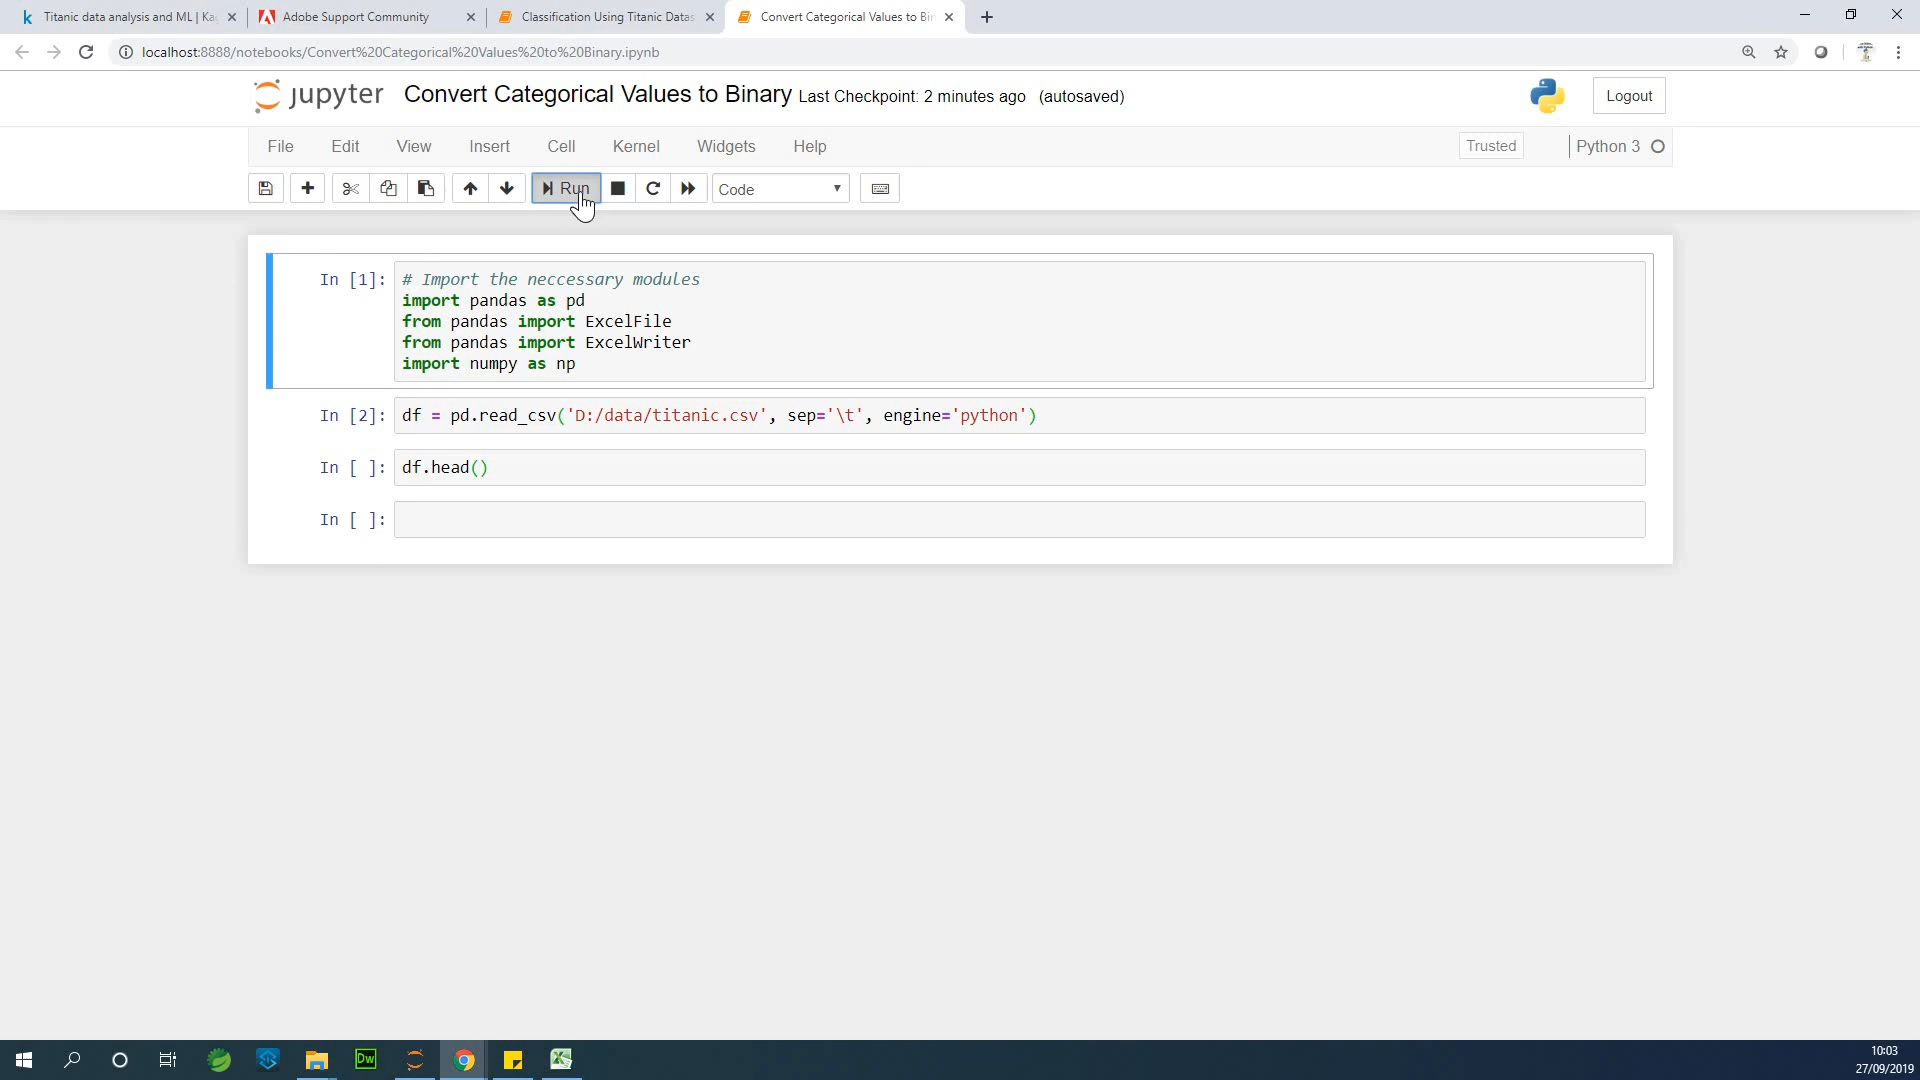 Titanic data analysis and ML | Ka
Adobe Support Community
Classification Using Titanic Datas
Convert Categorical Values to Bin
localhost:8888/notebooks/Convert%20Categorical%20Values%20to%20Binary.ipynb
jupyter Convert Categorical Values to Binary Last Checkpoint: 2 minutes ago (autosaved)
Logout
File Edit View Insert Cell Kernel Widgets Help Trusted Python 3
Run Code
In [1]: # Import the neccessary modules
import pandas as pd
from pandas import ExcelFile
from pandas import ExcelWriter
import numpy as np
In [2]: df = pd.read_csv('D:/data/titanic.csv', sep='\t', engine='python')
In [ ]: df.head()
In [ ]:
Dw
10:03
27/09/2019